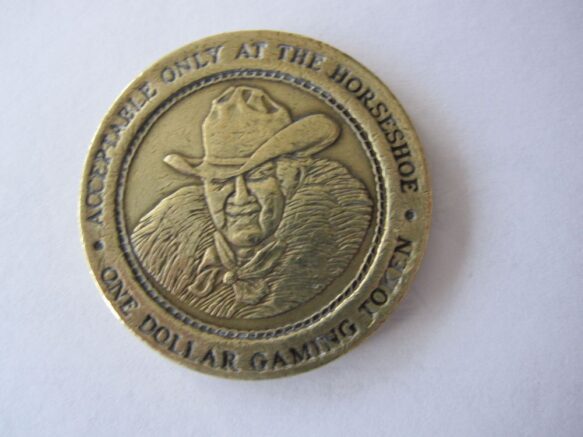 ACCEPTABLE ONLY AT THE HORSESHOE
ONE DOLLAR GAMING TOKEN